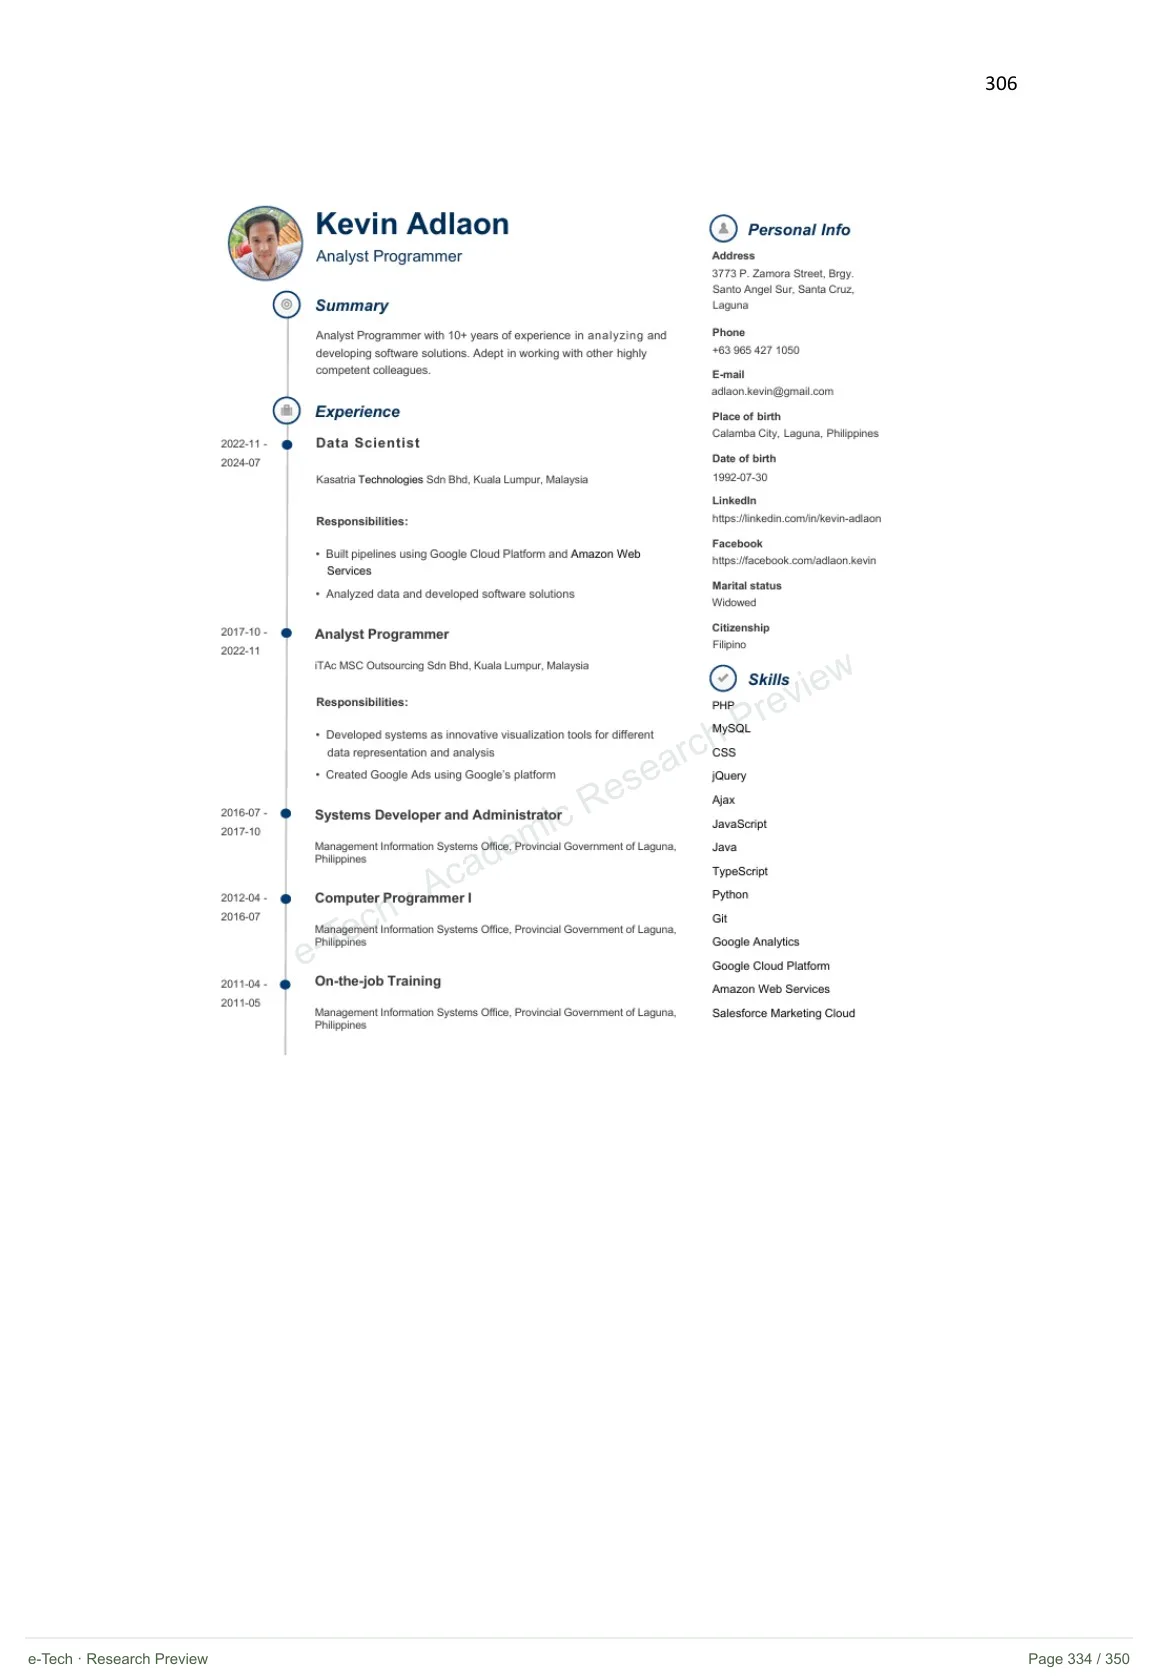 306
Kevin Adlaon
Analyst Programmer
Summary
Analyst Programmer with 10+ years of experience in analyzing and
developing software solutions. Adept in working with other highly
competent colleagues.
Experience
2022-11 -
2024-07
Data Scientist
Kasatria Technologies Sdn Bhd, Kuala Lumpur, Malaysia
Responsibilities:
• Built pipelines using Google Cloud Platform and Amazon Web
Services
• Analyzed data and developed software solutions
2017-10 -
2022-11
Analyst Programmer
iTAc MSC Outsourcing Sdn Bhd, Kuala Lumpur, Malaysia
Responsibilities:
• Developed systems as innovative visualization tools for different
data representation and analysis
• Created Google Ads using Google's platform
2016-07 -
2017-10
Systems Developer and Administrator
Management Information Systems Office, Provincial Government of Laguna,
Philippines
2012-04 -
2016-07
Computer Programmer I
Management Information Systems Office, Provincial Government of Laguna,
Philippines
2011-04 -
2011-05
On-the-job Training
Management Information Systems Office, Provincial Government of Laguna,
Philippines
Personal Info
Address
3773 P. Zamora Street, Brgy.
Santo Angel Sur, Santa Cruz,
Laguna
Phone
+63 965 427 1050
E-mail
adlaon.kevin@gmail.com
Place of birth
Calamba City, Laguna, Philippines
Date of birth
1992-07-30
LinkedIn
https://linkedin.com/in/kevin-adlaon
Facebook
https://facebook.com/adlaon.kevin
Marital status
Widowed
Citizenship
Filipino
Skills
PHP
MySQL
CSS
jQuery
Ajax
JavaScript
Java
TypeScript
Python
Git
Google Analytics
Google Cloud Platform
Amazon Web Services
Salesforce Marketing Cloud
e-Tech · Academic Research Preview
e-Tech · Research Preview
Page 334 / 350